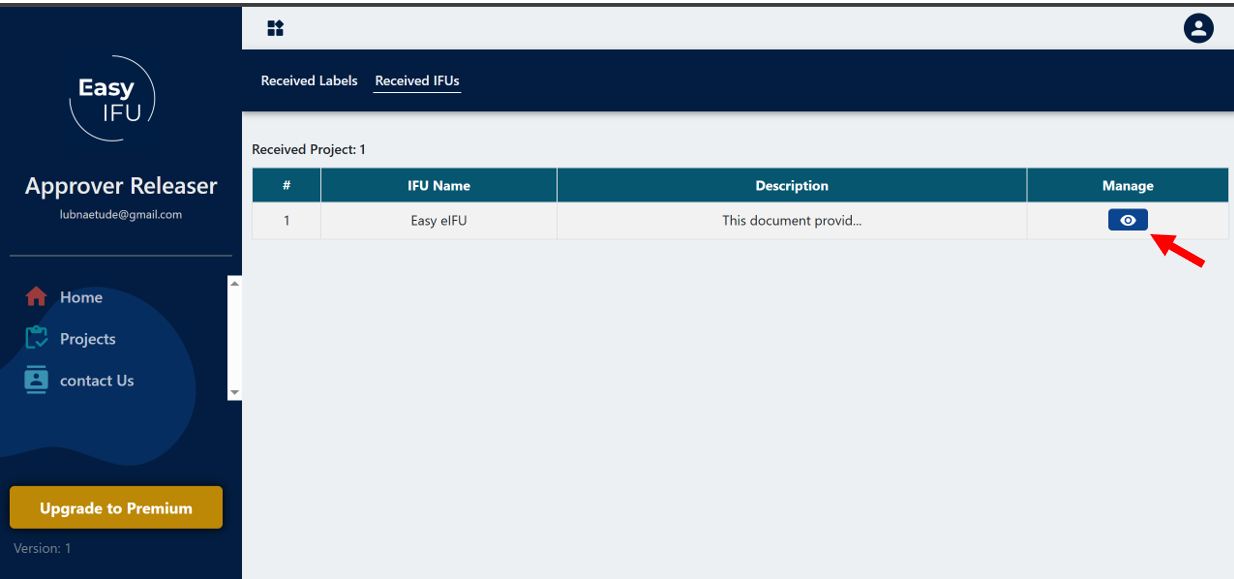 Easy
IFU
Approver Releaser
lubnaetude@gmail.com
Home
Projects
contact Us
Upgrade to Premium
Version: 1
Received Labels Received IFUs
Received Project: 1
# IFU Name Description Manage
1 Easy eIFU This document provid...